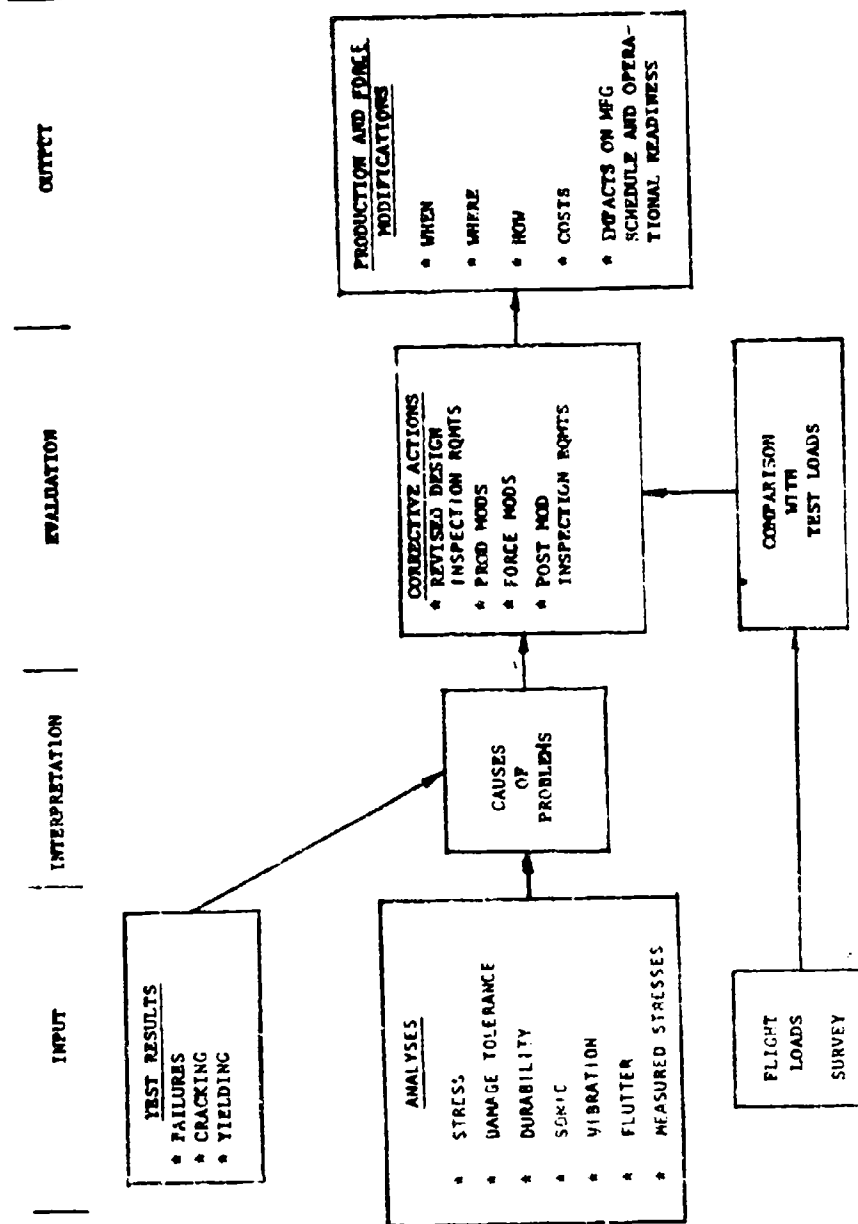 INPUT
INTERPRETATION
EVALUATION
OUTPUT
TEST RESULTS
* FAILURES
* CRACKING
* YIELDING
ANALYSES
* STRESS
* DAMAGE TOLERANCE
* DURABILITY
* SONIC
* VIBRATION
* FLUTTER
* MEASURED STRESSES
FLIGHT
LOADS
SURVEY
CAUSES
OF
PROBLEMS
CORRECTIVE ACTIONS
* REVISED DESIGN
INSPECTION RQMTS
* PROD MODS
* FORCE MODS
* POST MOD
INSPECTION RQMTS
COMPARISON
WITH
TEST LOADS
PRODUCTION AND FORCE
MODIFICATIONS
* WHEN
* WHERE
* HOW
* COSTS
* IMPACTS ON MFG
SCHEDULE AND OPERA-
TIONAL READINESS